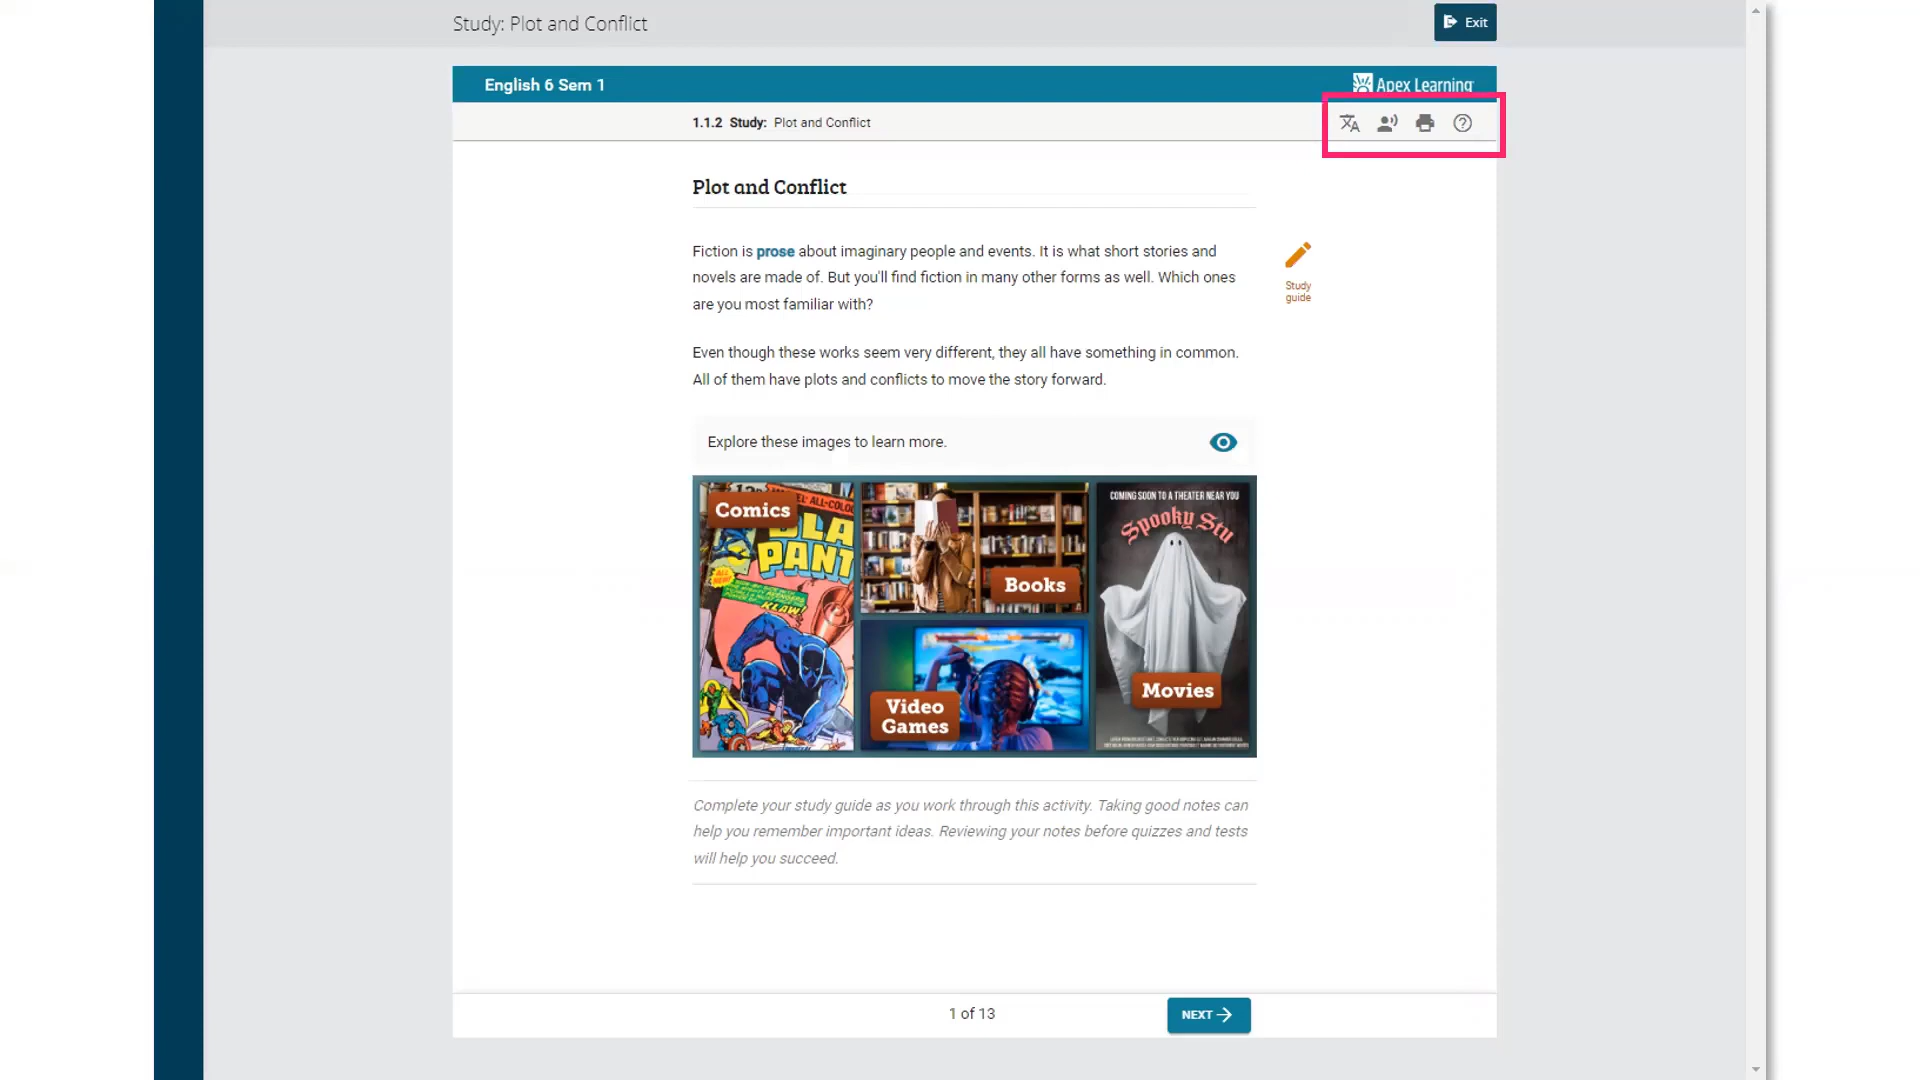 Study: Plot and Conflict
Exit
English 6 Sem 1
Apex Learning
1.1.2 Study: Plot and Conflict
Plot and Conflict
Fiction is prose about imaginary people and events. It is what short stories and
novels are made of. But you'll find fiction in many other forms as well. Which ones
are you most familiar with?
Study
guide
Even though these works seem very different, they all have something in common.
All of them have plots and conflicts to move the story forward.
Explore these images to learn more.
Comics
ALL-COLO
BLA
PANT
ALL
NEW!
KLAW!
Books
Video
Games
COMING SOON TO A THEATER NEAR YOU
Spooky Stu
Movies
Complete your study guide as you work through this activity. Taking good notes can
help you remember important ideas. Reviewing your notes before quizzes and tests
will help you succeed.
1 of 13
NEXT